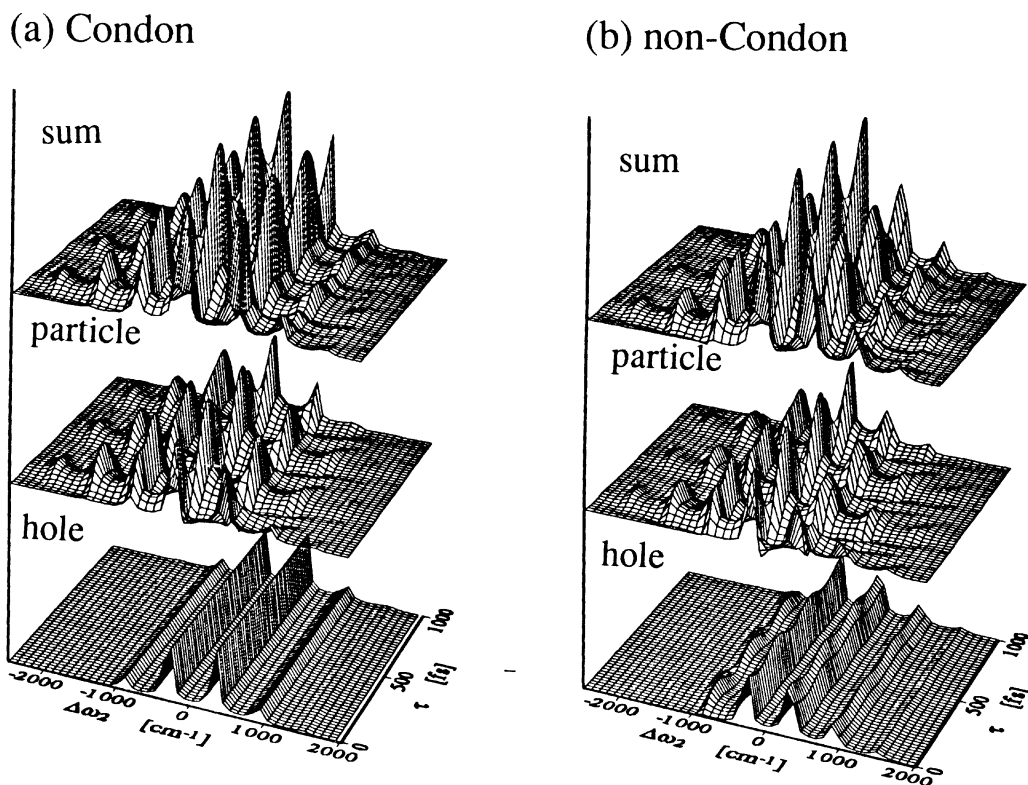 (a) Condon
sum
particle
hole
-2000
-1000
0
1000
2000
Δω2 [cm-1]
0
500
1000
τ [fs]
(b) non-Condon
sum
particle
hole
-2000
-1000
0
1000
2000
Δω2 [cm-1]
0
500
1000
τ [fs]